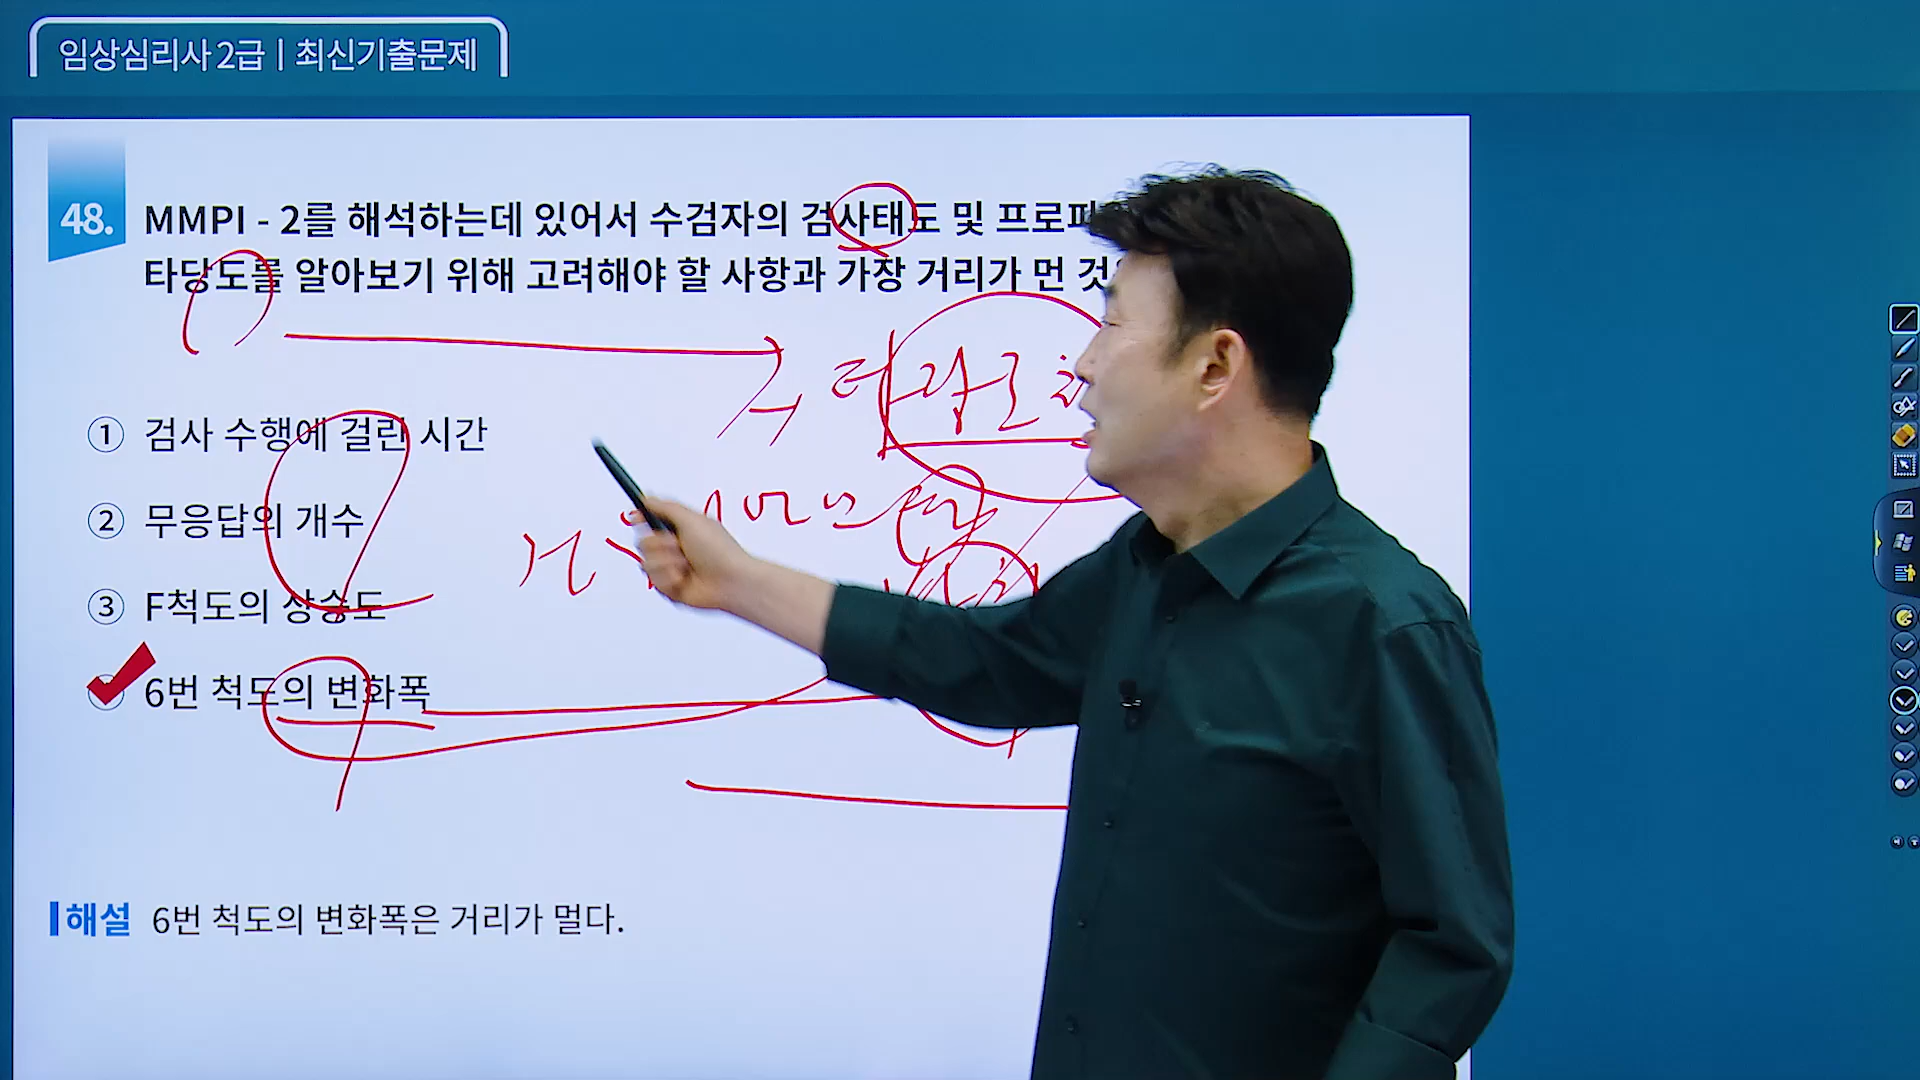 임상심리사 2급 | 최신기출문제
48.
MMPI - 2를 해석하는데 있어서 수검자의 검사태도 및
타당도를 알아보기 위해 고려해야 할 사항과 가장 거리가 먼
① 검사 수행에 걸린 시간
② 무응답의 개수
③ F척도의 상승도
6번 척도의 변화폭
해설 6번 척도의 변화폭은 거리가 멀다.